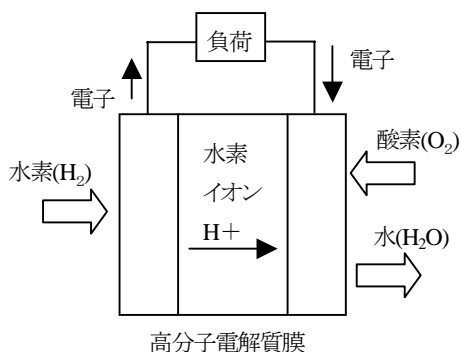 負荷
電子
電子
水素(H₂)
水素
イオン
H＋
酸素(O₂)
水(H₂O)
高分子電解質膜